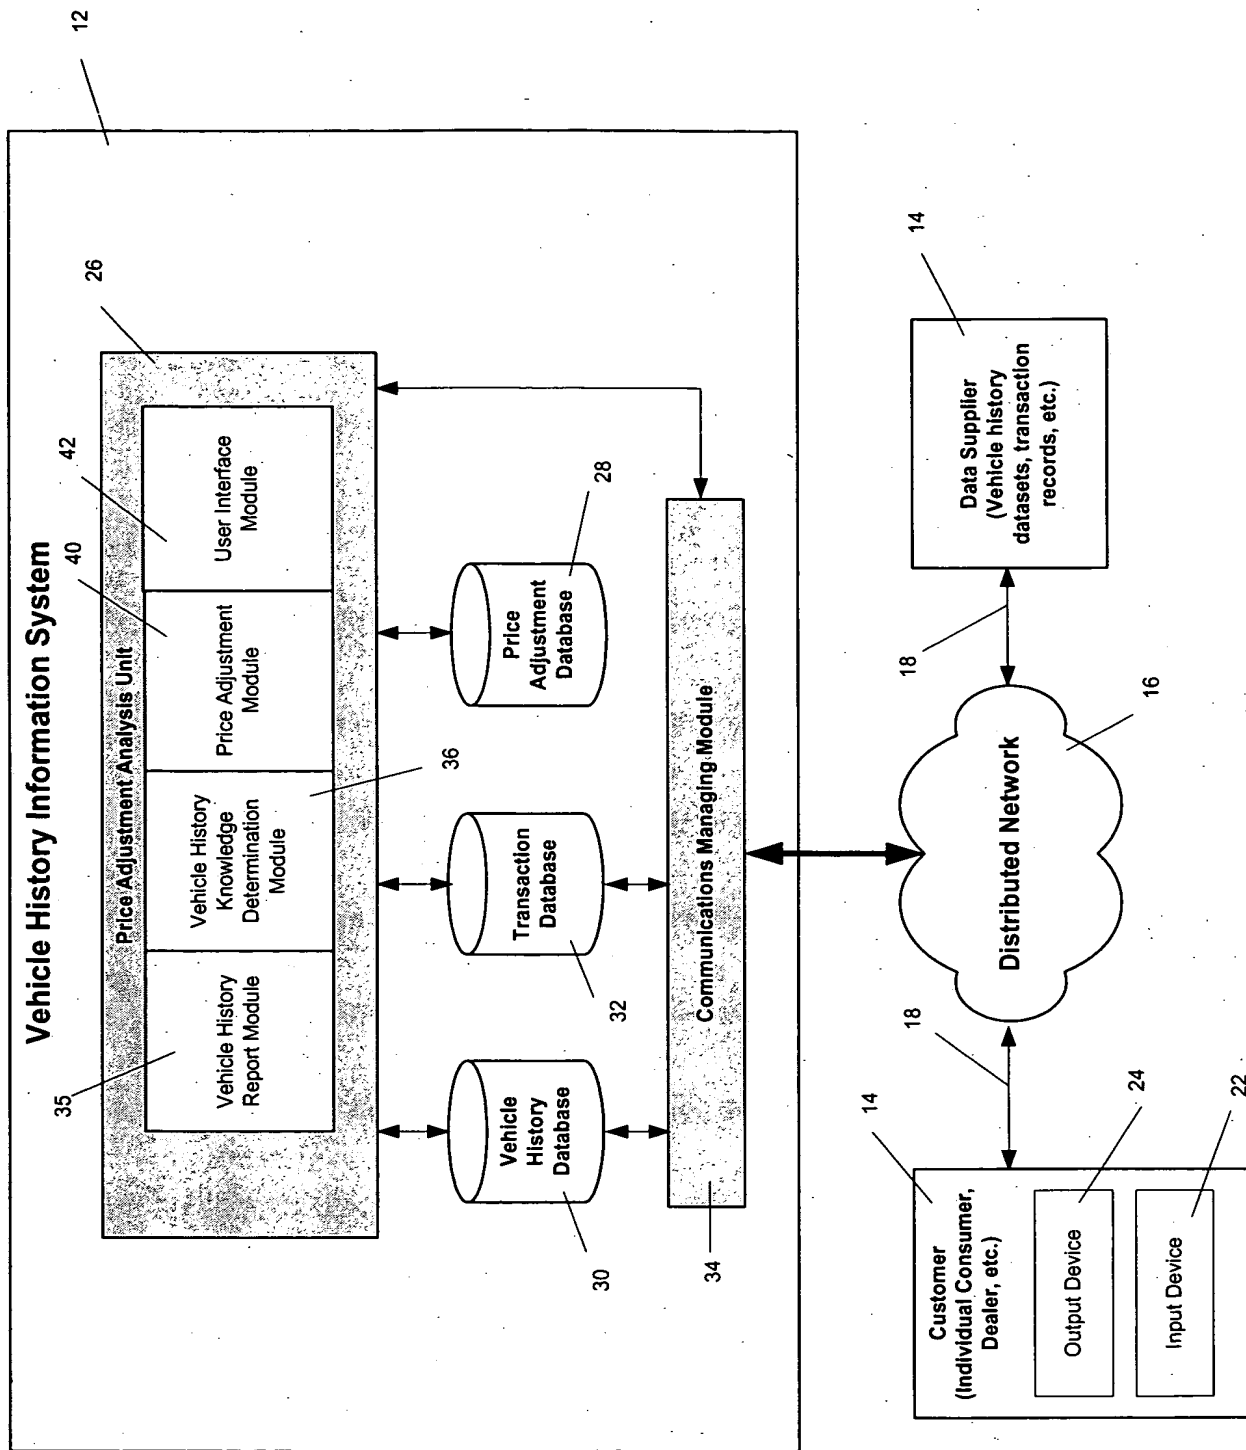 Vehicle History Information System
12
Price Adjustment Analysis Unit
26
35
Vehicle History
Report Module
Vehicle History
Knowledge
Determination
Module
36
Price Adjustment
Module
40
User Interface
Module
42
Vehicle
History
Database
30
Transaction
Database
32
Price
Adjustment
Database
28
Communications Managing Module
34
Customer
(Individual Consumer,
Dealer, etc.)
14
Output Device
24
Input Device
22
18
Distributed Network
16
18
Data Supplier
(Vehicle history
datasets, transaction
records, etc.)
14